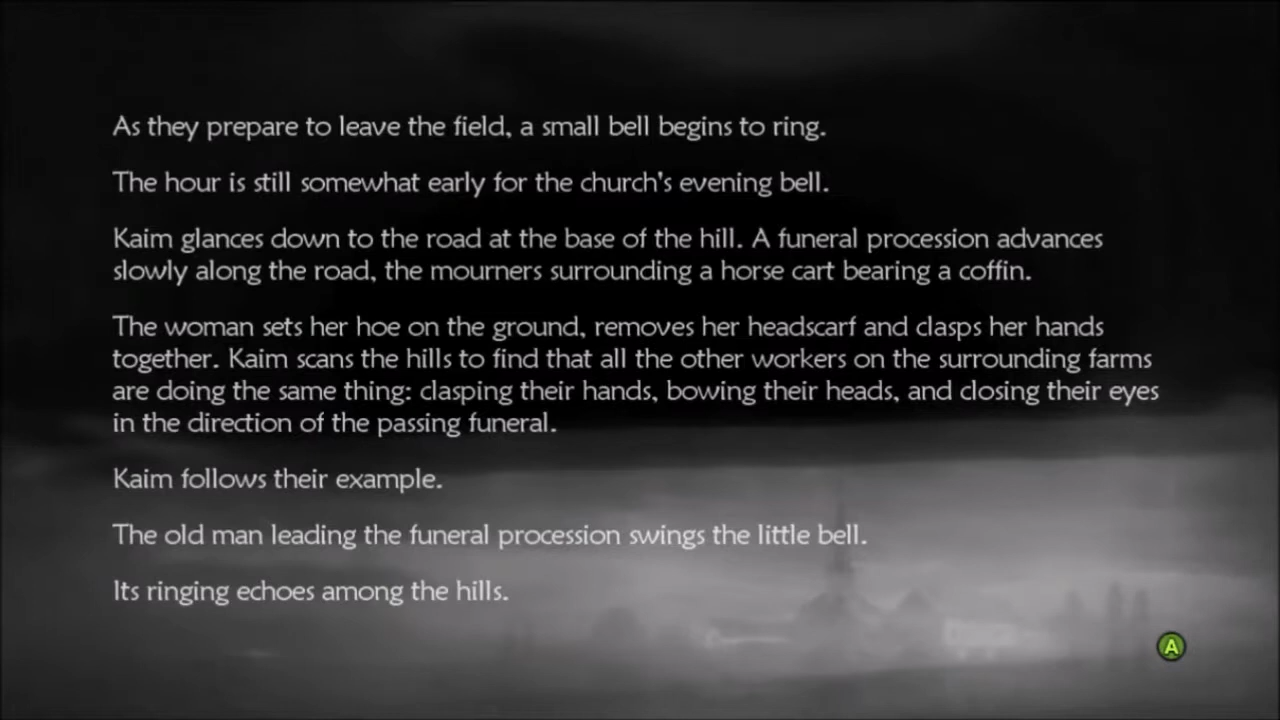 As they prepare to leave the field, a small bell begins to ring.
The hour is still somewhat early for the church's evening bell.
Kaim glances down to the road at the base of the hill. A funeral procession advances
slowly along the road, the mourners surrounding a horse cart bearing a coffin.
The woman sets her hoe on the ground, removes her headscarf and clasps her hands
together. Kaim scans the hills to find that all the other workers on the surrounding farms
are doing the same thing: clasping their hands, bowing their heads, and closing their eyes
in the direction of the passing funeral.
Kaim follows their example.
The old man leading the funeral procession swings the little bell.
Its ringing echoes among the hills.
A